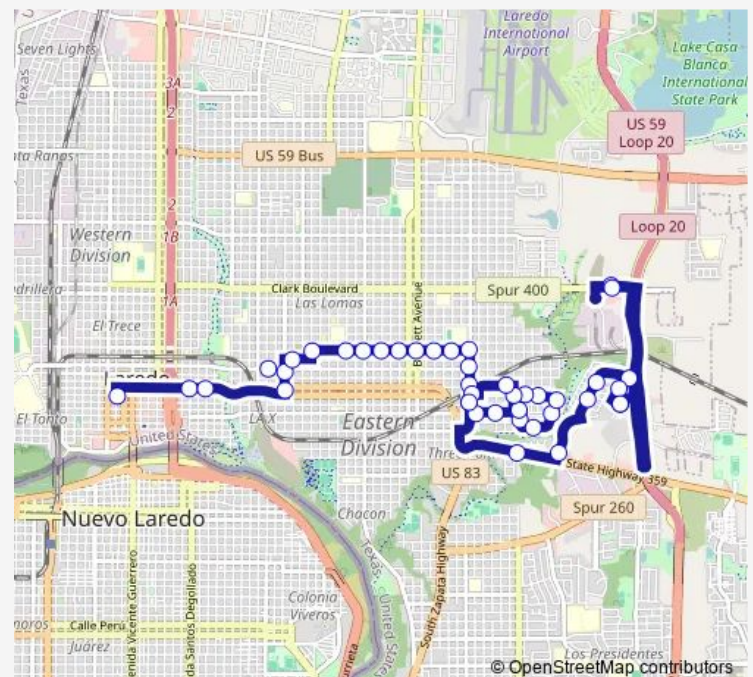 Laredo
International
Airport
Lake Casa
Blanca
International
State Park
Seven Lights
Texas
3A
2
US 59
Loop 20
US 59 Bus
2
Loop 20
Western
Division
1B
Spur 400
Clark Boulevard
Las Lomas
1A
El Trece
Laredo
Eastern
Division
LA X
El Tonto
United States
US 83
State Highway 359
Spur 260
Nuevo Laredo
Chacon
Texas
United States
South Zapata Highway
Colonia
Viveros
Calle Perú
Juárez
Los Presidentes
© OpenStreetMap contributors